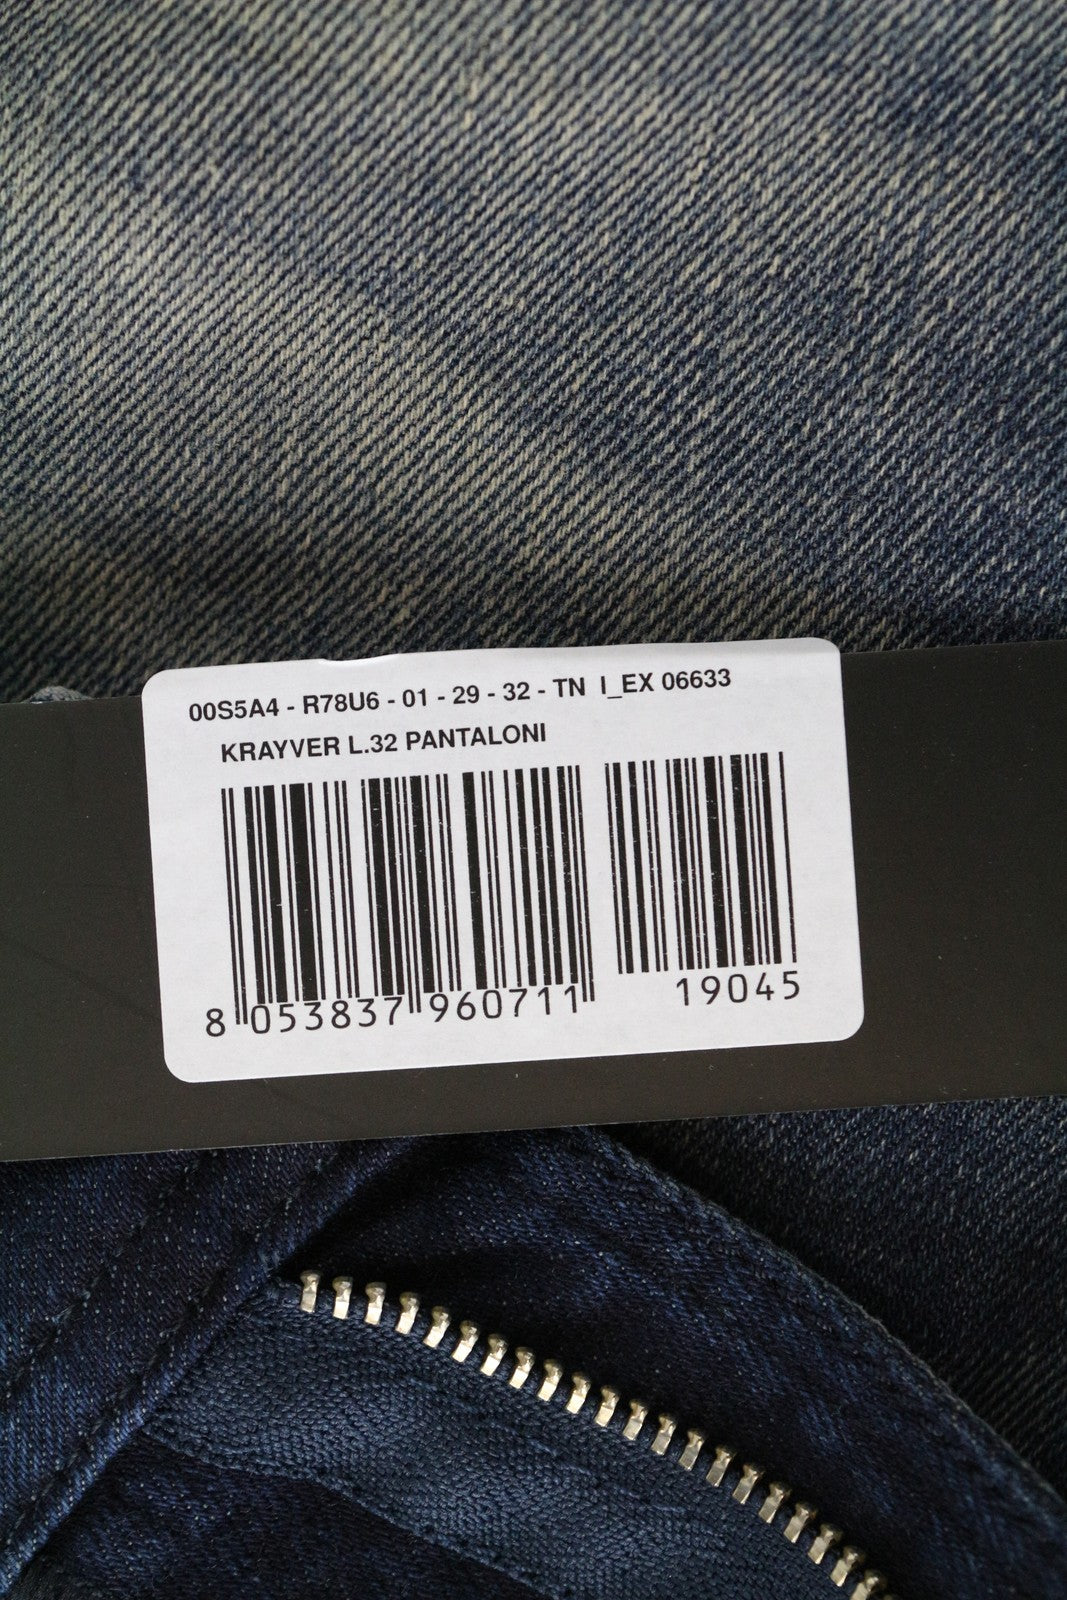 00S5A4 - R78U6 - 01 - 29 - 32 - TN I_EX 06633
KRAYVER L.32 PANTALONI
8 053837 960711 19045